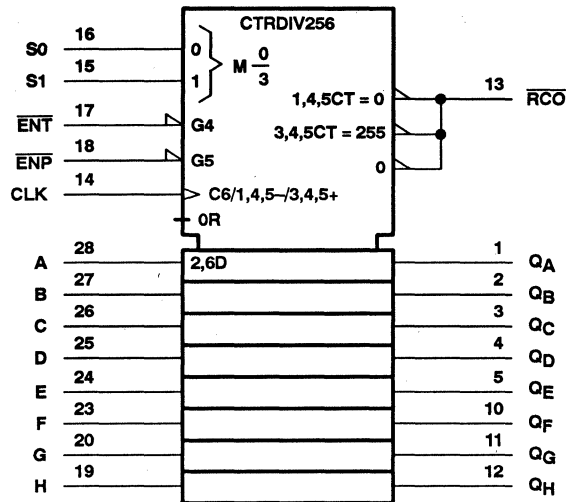 CTRDIV256
S0 16 0
S1 15 1
M 0/3
ENT 17 G4
ENP 18 G5
CLK 14 C6/1,4,5–/3,4,5+
0R
1,4,5CT = 0 13 RCO
3,4,5CT = 255
0
A 28 2,6D 1 QA
B 27 2 QB
C 26 3 QC
D 25 4 QD
E 24 5 QE
F 23 10 QF
G 20 11 QG
H 19 12 QH